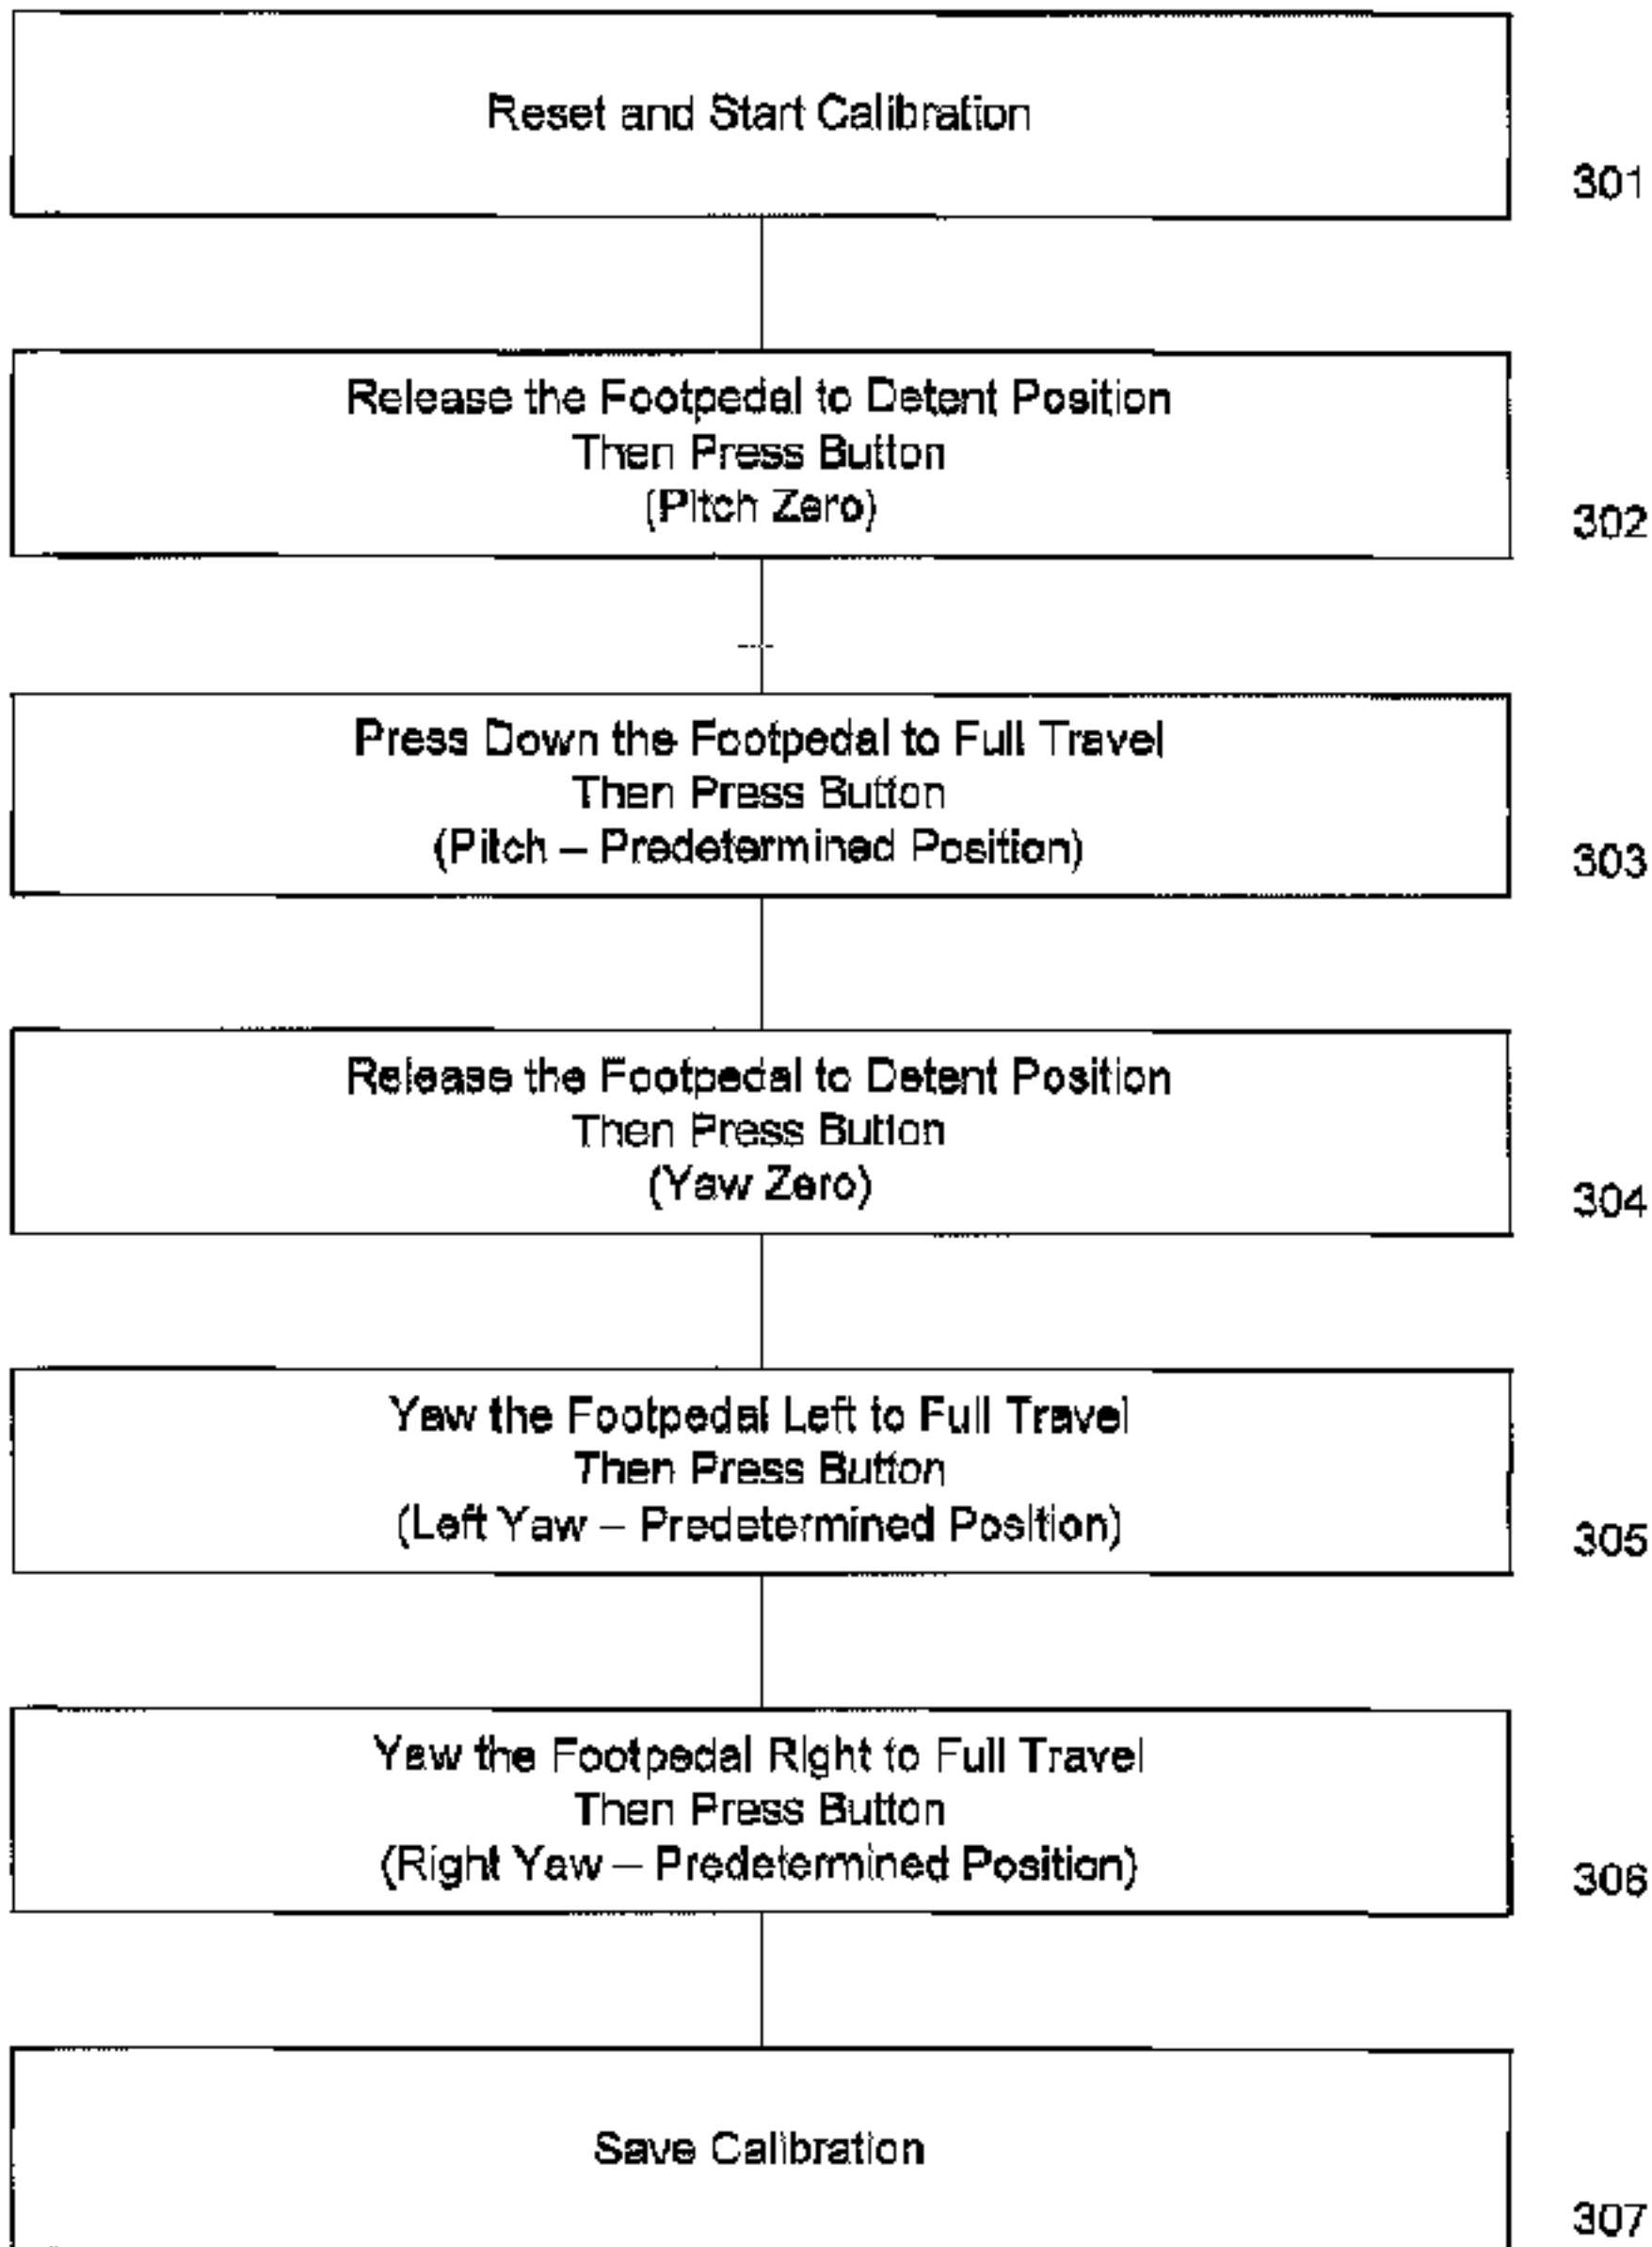 Reset and Start Calibration
301
Release the Footpedal to Detent Position
Then Press Button
(Pitch Zero)
302
Press Down the Footpedal to Full Travel
Then Press Button
(Pitch – Predetermined Position)
303
Release the Footpedal to Detent Position
Then Press Button
(Yaw Zero)
304
Yaw the Footpedal Left to Full Travel
Then Press Button
(Left Yaw – Predetermined Position)
305
Yaw the Footpedal Right to Full Travel
Then Press Button
(Right Yaw – Predetermined Position)
306
Save Calibration
307